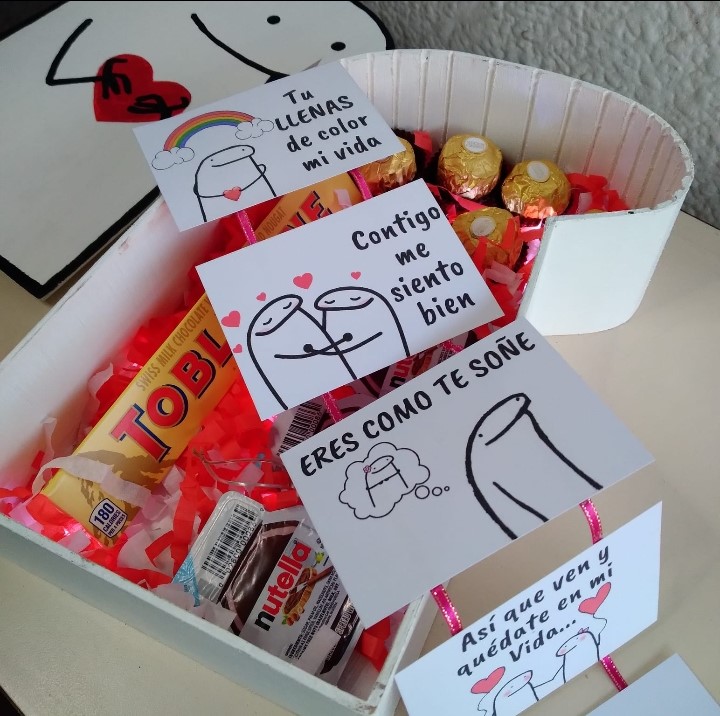 Tu
LLENAS
de color
mi vida
Contigo
me
siento
bien
ERES COMO TE SOÑE
Así que ven y
quédate en mi
Vida...
SWISS MILK CHOCOLATE
TOBL
180
CALORIES
nutella